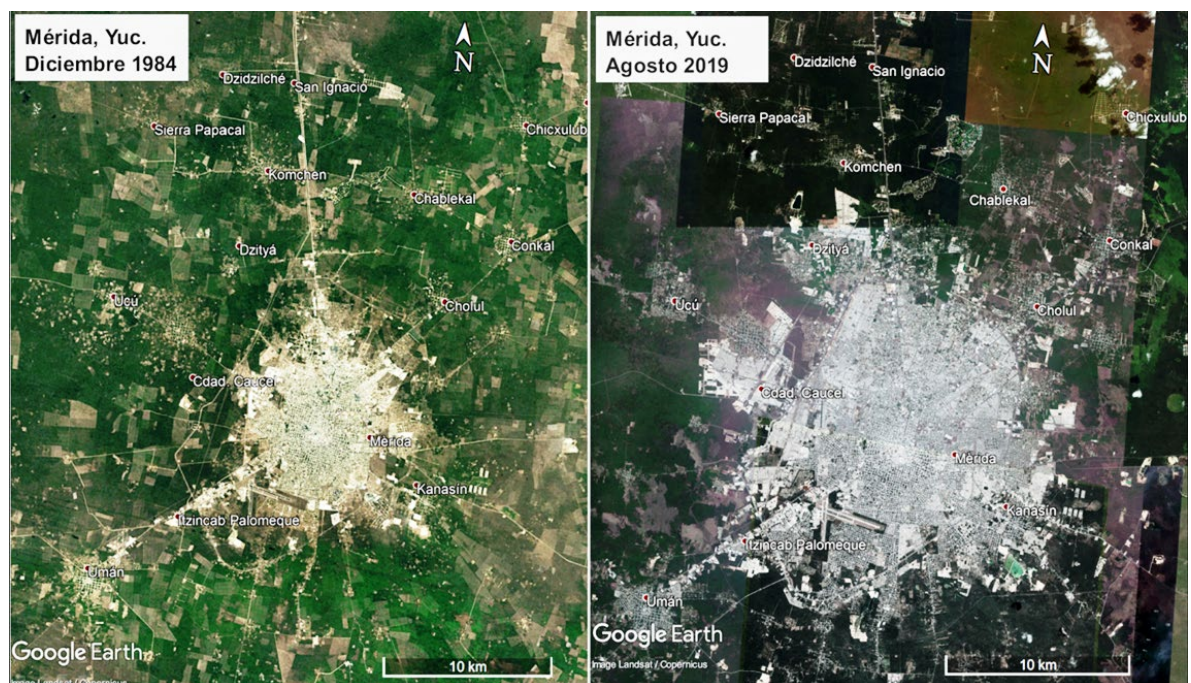 Mérida, Yuc.
Diciembre 1984
N
Dzidzilché
San Ignacio
Sierra Papacal
Chicxulub
Komchen
Chablekal
Dzityá
Conkal
Ucú
Cholul
Cdad. Caucel
Mérida
Kanasín
Itzincab Palomeque
Umán
Google Earth
10 km
Image Landsat / Copernicus
Mérida, Yuc.
Agosto 2019
N
Dzidzilché
San Ignacio
Sierra Papacal
Chicxulub
Komchen
Chablekal
Dzityá
Conkal
Ucú
Cholul
Cdad. Caucel
Mérida
Kanasín
Itzincab Palomeque
Umán
Google Earth
10 km
Image Landsat / Copernicus